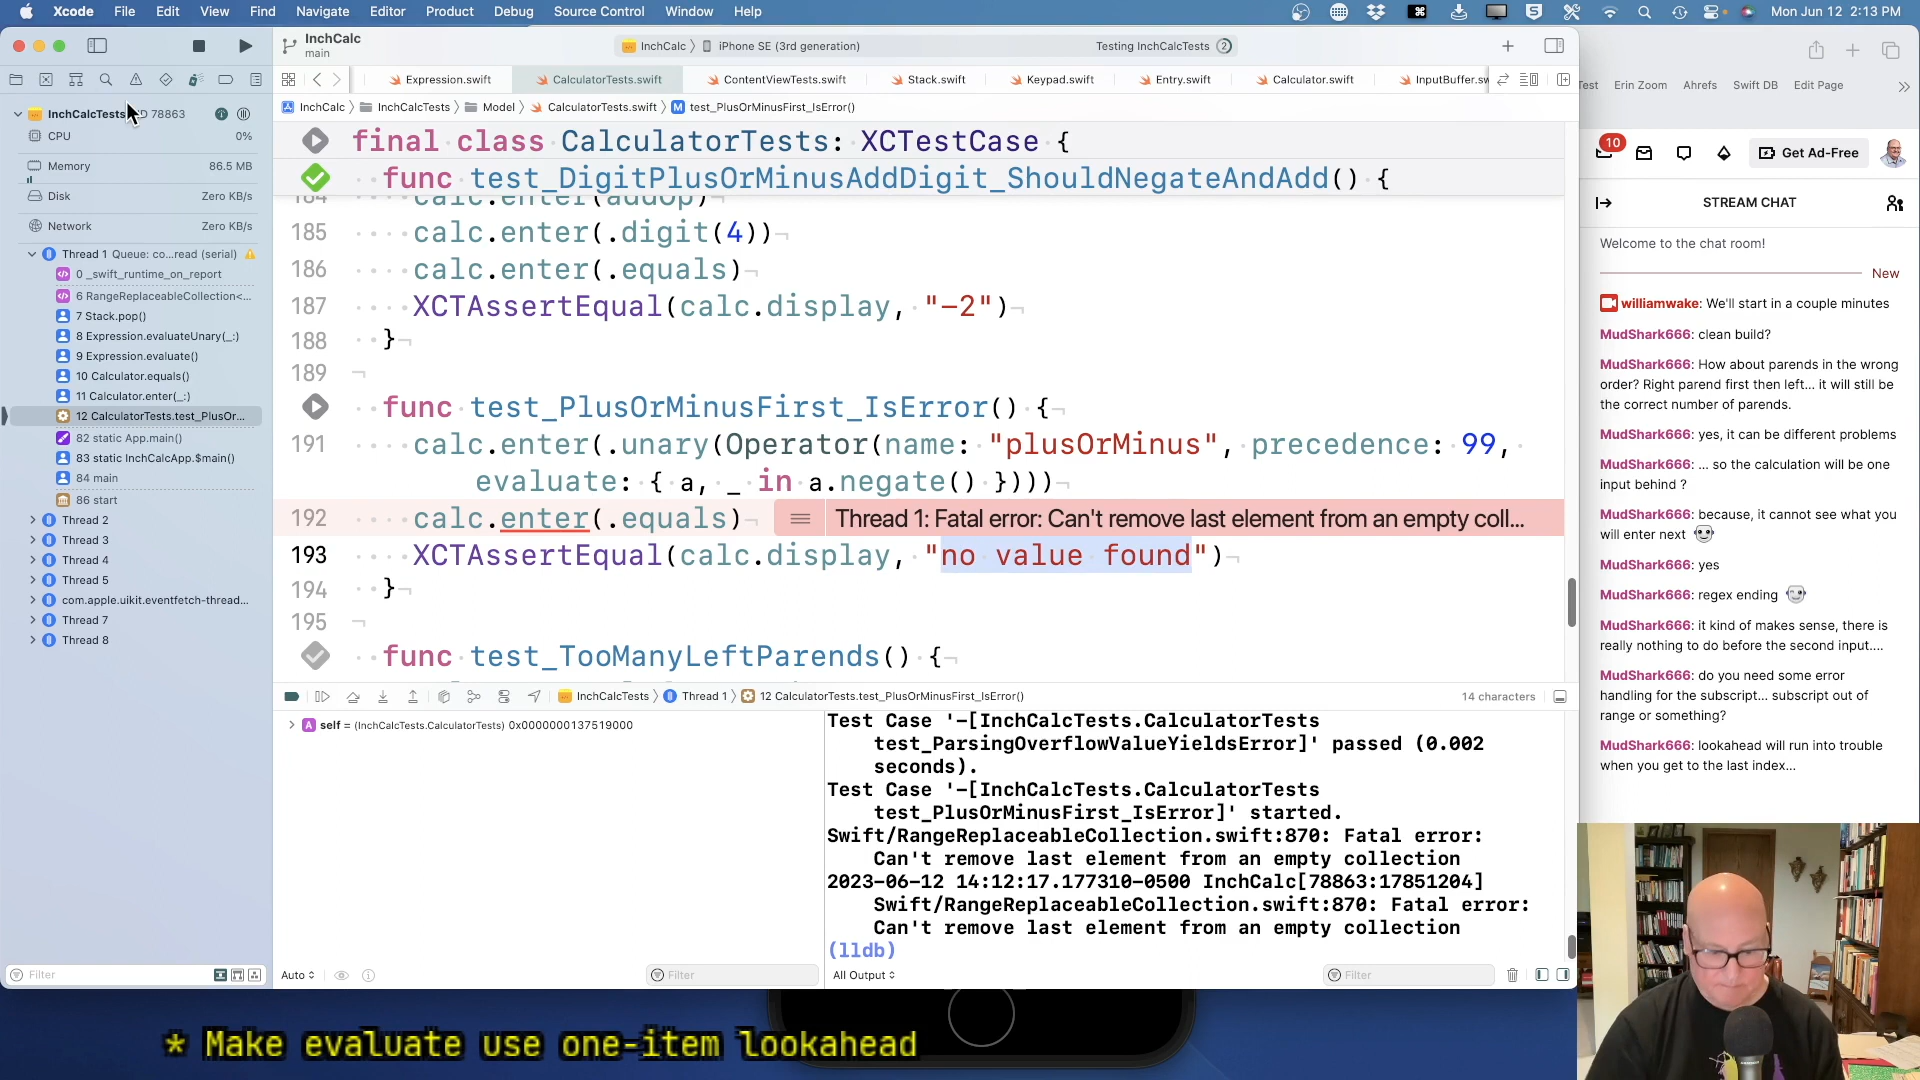 Xcode File Edit View Find Navigate Editor Product Debug Source Control Window Help Mon Jun 12 2:13 PM
InchCalc
main
InchCalc iPhone SE (3rd generation) Testing InchCalcTests 2
Expression.swift CalculatorTests.swift ContentViewTests.swift Stack.swift Keypad.swift Entry.swift Calculator.swift InputBuffer.sw
InchCalc InchCalcTests Model CalculatorTests.swift M test_PlusOrMinusFirst_IsError()
InchCalcTests 78863
CPU 0%
Memory 86.5 MB
Disk Zero KB/s
Network Zero KB/s
Thread 1 Queue: co...read (serial)
0 _swift_runtime_on_report
6 RangeReplaceableCollection<...
7 Stack.pop()
8 Expression.evaluateUnary(_:)
9 Expression.evaluate()
10 Calculator.equals()
11 Calculator.enter(_:)
12 CalculatorTests.test_PlusOr...
82 static App.main()
83 static InchCalcApp.$main()
84 main
86 start
Thread 2
Thread 3
Thread 4
Thread 5
com.apple.uikit.eventfetch-thread...
Thread 7
Thread 8
Filter
final class CalculatorTests: XCTestCase {
func test_DigitPlusOrMinusAddDigit_ShouldNegateAndAdd() {
184 calc.enter(addOp)
185 calc.enter(.digit(4))
186 calc.enter(.equals)
187 XCTAssertEqual(calc.display, "−2")
188 }
189
func test_PlusOrMinusFirst_IsError() {
191 calc.enter(.unary(Operator(name: "plusOrMinus", precedence: 99,
evaluate: { a, _ in a.negate() })))
192 calc.enter(.equals) Thread 1: Fatal error: Can't remove last element from an empty coll...
193 XCTAssertEqual(calc.display, "no value found")
194 }
195
func test_TooManyLeftParends() {
InchCalcTests Thread 1 12 CalculatorTests.test_PlusOrMinusFirst_IsError() 14 characters
A self = (InchCalcTests.CalculatorTests) 0x0000000137519000
Test Case '-[InchCalcTests.CalculatorTests
test_ParsingOverflowValueYieldsError]' passed (0.002
seconds).
Test Case '-[InchCalcTests.CalculatorTests
test_PlusOrMinusFirst_IsError]' started.
Swift/RangeReplaceableCollection.swift:870: Fatal error:
Can't remove last element from an empty collection
2023-06-12 14:12:17.177310-0500 InchCalc[78863:17851204]
Swift/RangeReplaceableCollection.swift:870: Fatal error:
Can't remove last element from an empty collection
(lldb)
Auto Filter All Output Filter
Test Erin Zoom Ahrefs Swift DB Edit Page
10 Get Ad-Free
STREAM CHAT
Welcome to the chat room!
New
williamwake: We'll start in a couple minutes
MudShark666: clean build?
MudShark666: How about parends in the wrong
order? Right parend first then left... it will still be
the correct number of parends.
MudShark666: yes, it can be different problems
MudShark666: ... so the calculation will be one
input behind ?
MudShark666: because, it cannot see what you
will enter next
MudShark666: yes
MudShark666: regex ending
MudShark666: it kind of makes sense, there is
really nothing to do before the second input....
MudShark666: do you need some error
handling for the subscript... subscript out of
range or something?
MudShark666: lookahead will run into trouble
when you get to the last index...
* Make evaluate use one-item lookahead